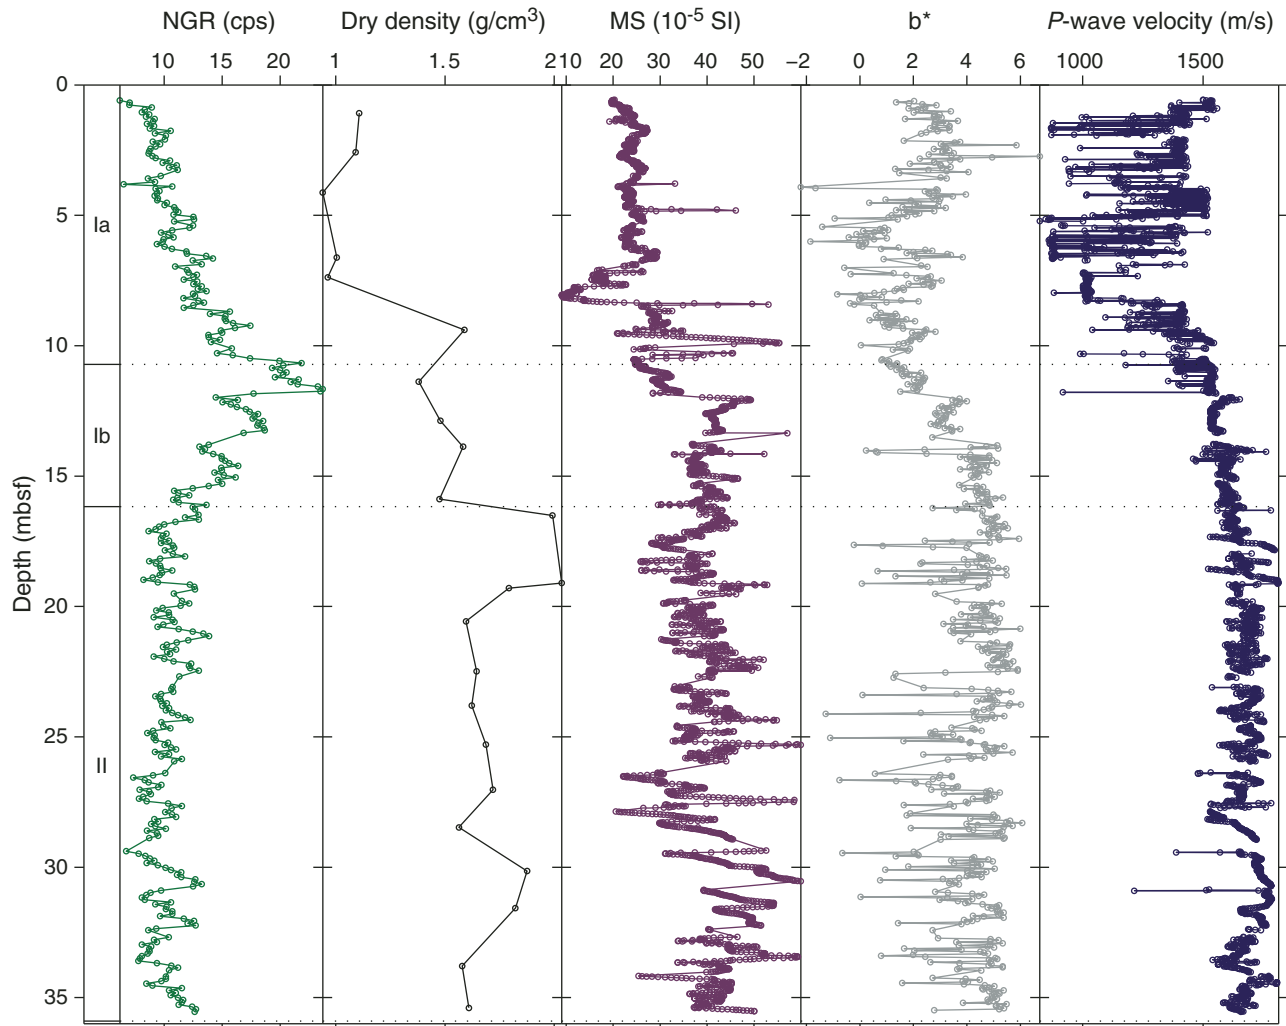 NGR (cps) Dry density (g/cm³) MS (10⁻⁵ SI) b* P-wave velocity (m/s)
10 15 20 1 1.5 2 10 20 30 40 50 −2 0 2 4 6 1000 1500
0
5
Ia
10
Ib
15
Depth (mbsf)
20
25
II
30
35